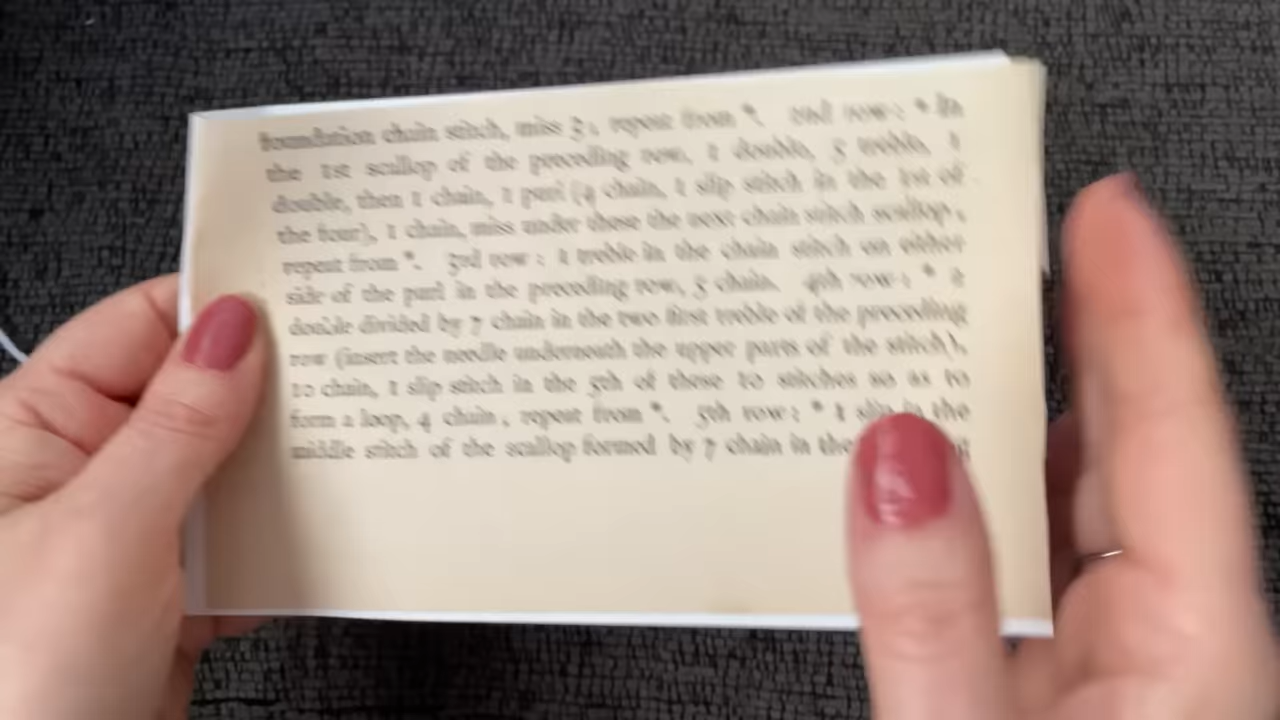 foundation chain stitch, miss 3; repeat from *. 2nd row: * In
the 1st scallop of the preceding row, 1 double, 5 treble, 1
double, then 1 chain, 1 purl (4 chain, 1 slip stitch in the 1st of
the four), 1 chain, miss under these the next chain stitch scallop;
repeat from *. 3rd row: 1 treble in the chain stitch on either
side of the purl in the preceding row, 5 chain. 4th row: *
double divided by 7 chain in the two first treble of the preceding
row (insert the needle underneath the upper parts of the stitch),
10 chain, 1 slip stitch in the 5th of these 10 stitches so as to
form a loop, 4 chain; repeat from *. 5th row: * 1 slip in the
middle stitch of the scallop formed by 7 chain in the